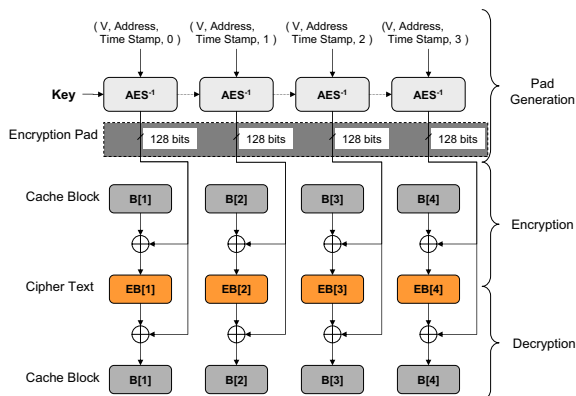 ( V, Address, Time Stamp, 0 )
( V, Address, Time Stamp, 1 )
( V, Address, Time Stamp, 2 )
( V, Address, Time Stamp, 3 )
Key
AES-1
AES-1
AES-1
AES-1
Pad Generation
Encryption Pad
128 bits
128 bits
128 bits
128 bits
Cache Block
B[1]
B[2]
B[3]
B[4]
Encryption
Cipher Text
EB[1]
EB[2]
EB[3]
EB[4]
Decryption
Cache Block
B[1]
B[2]
B[3]
B[4]